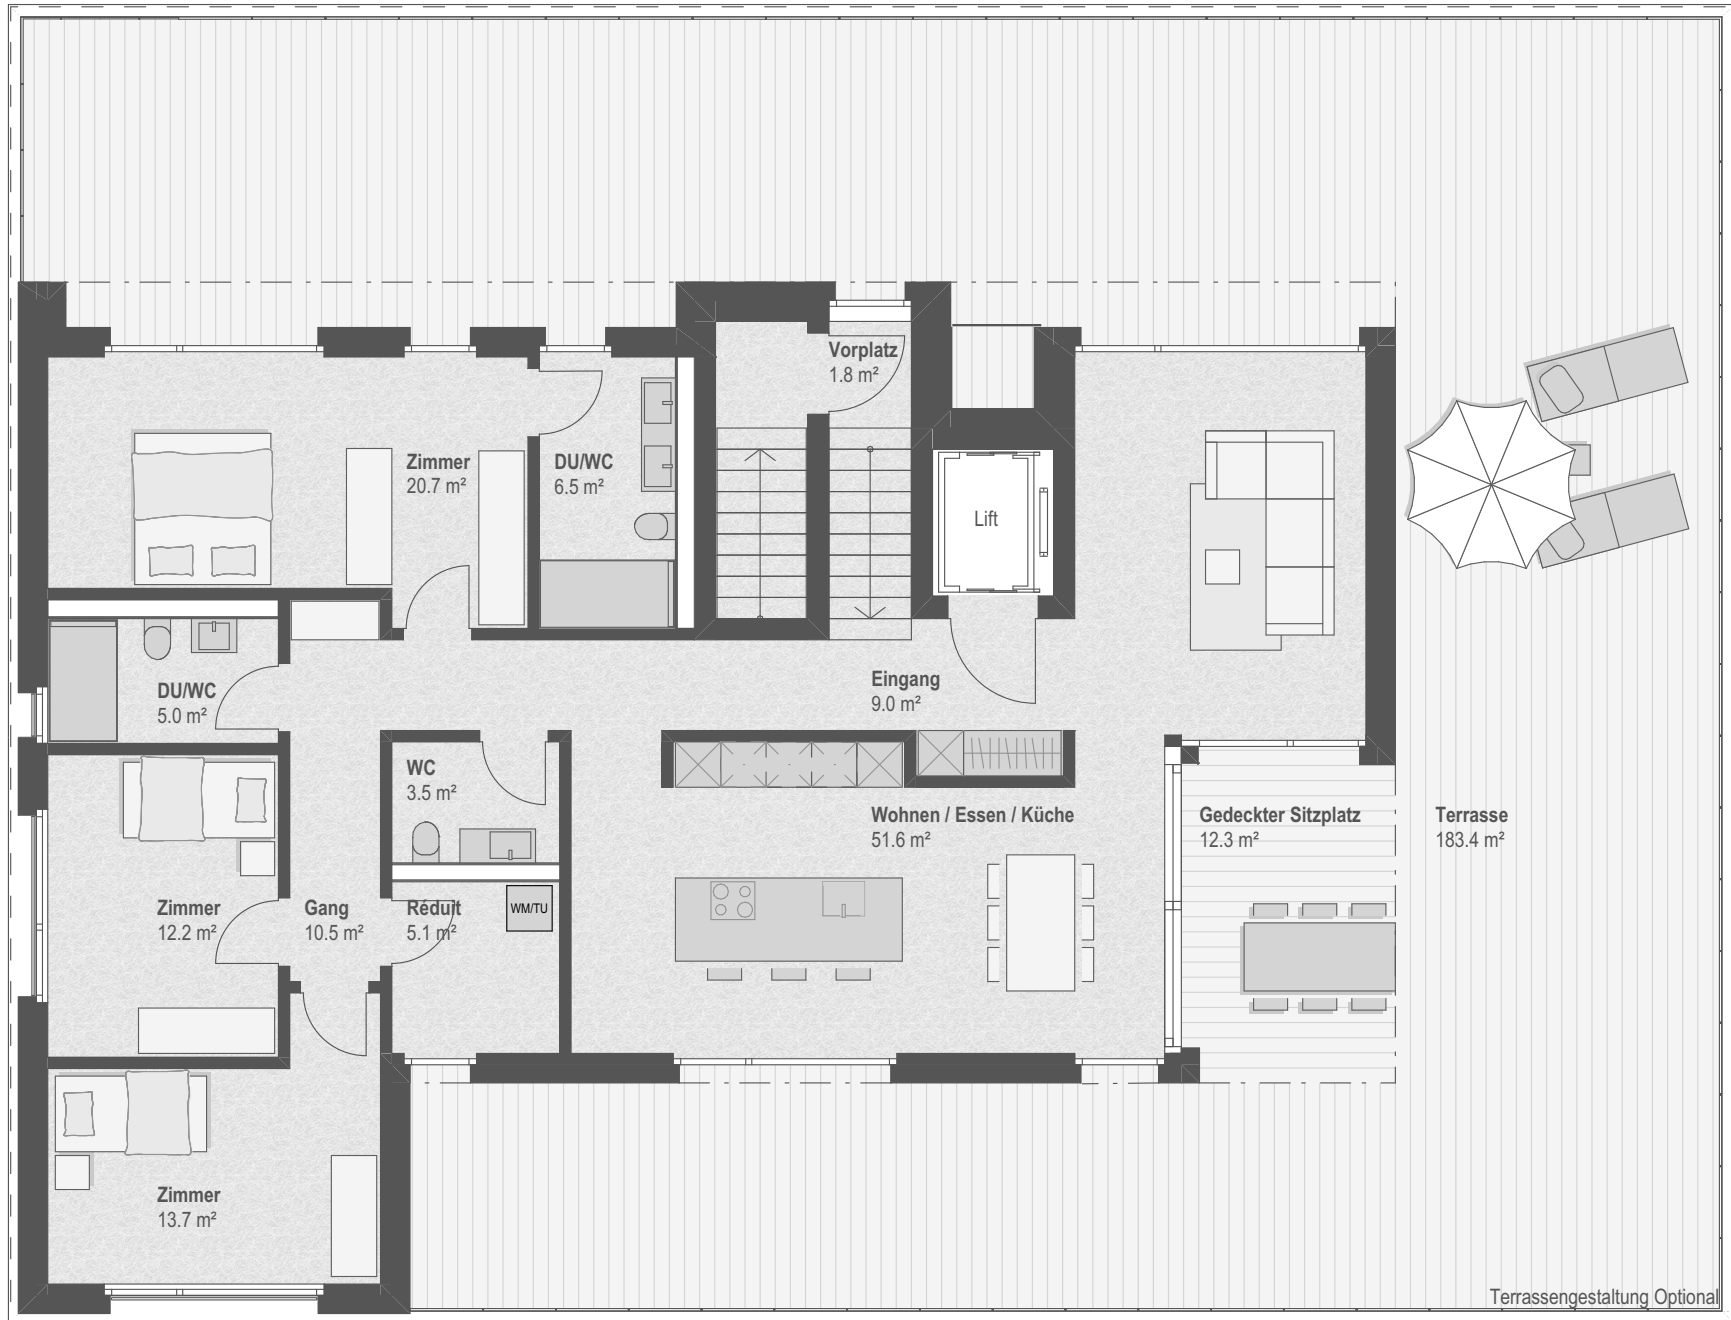 Vorplatz
1.8 m²
Zimmer
20.7 m²
DU/WC
6.5 m²
Lift
DU/WC
5.0 m²
Eingang
9.0 m²
WC
3.5 m²
Wohnen / Essen / Küche
51.6 m²
Gedeckter Sitzplatz
12.3 m²
Terrasse
183.4 m²
Zimmer
12.2 m²
Gang
10.5 m²
Réduit
5.1 m²
WM/TU
Zimmer
13.7 m²
Terrassengestaltung Optional